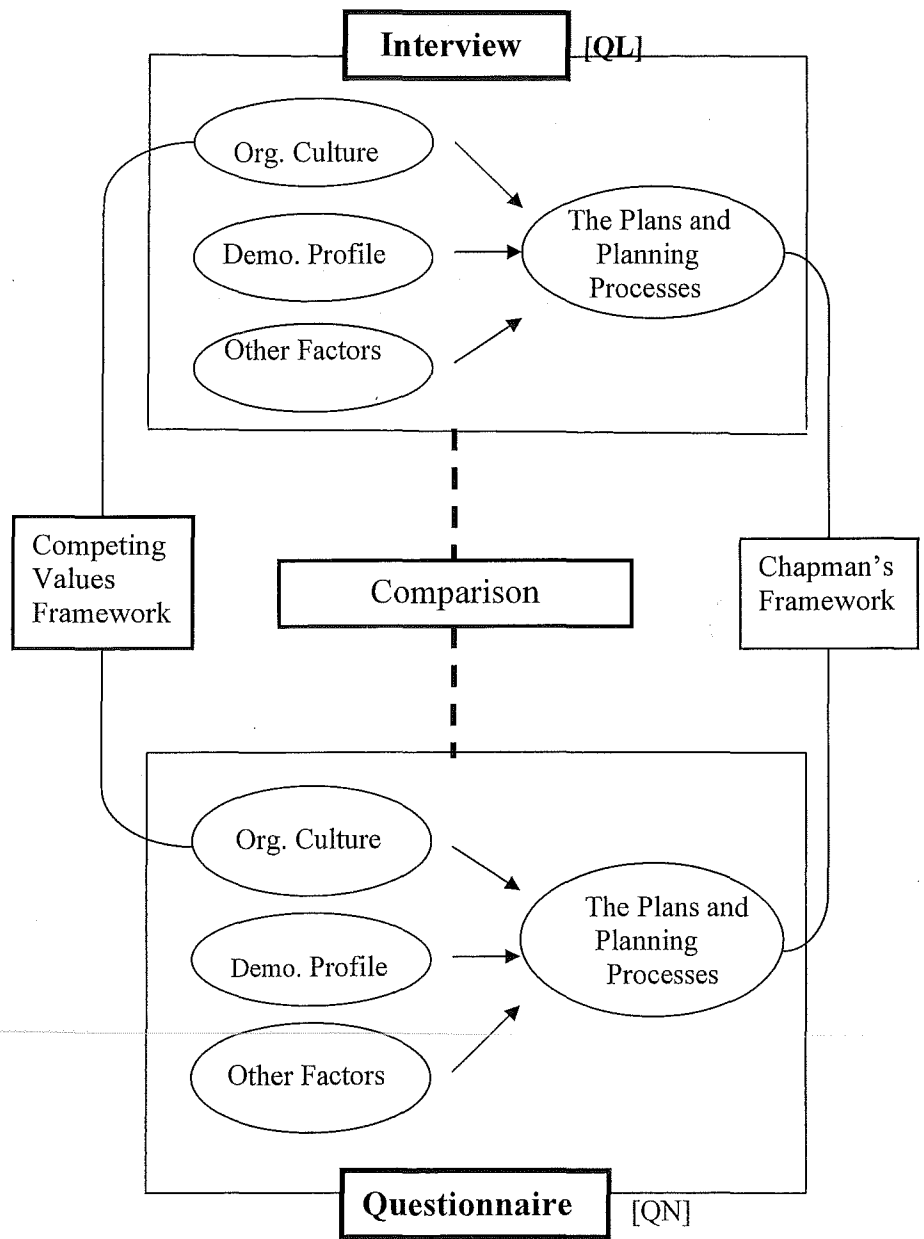 Interview [QL]
Org. Culture
Demo. Profile
Other Factors
The Plans and
Planning
Processes
Competing
Values
Framework
Comparison
Chapman's
Framework
Org. Culture
Demo. Profile
Other Factors
The Plans and
Planning
Processes
Questionnaire [QN]